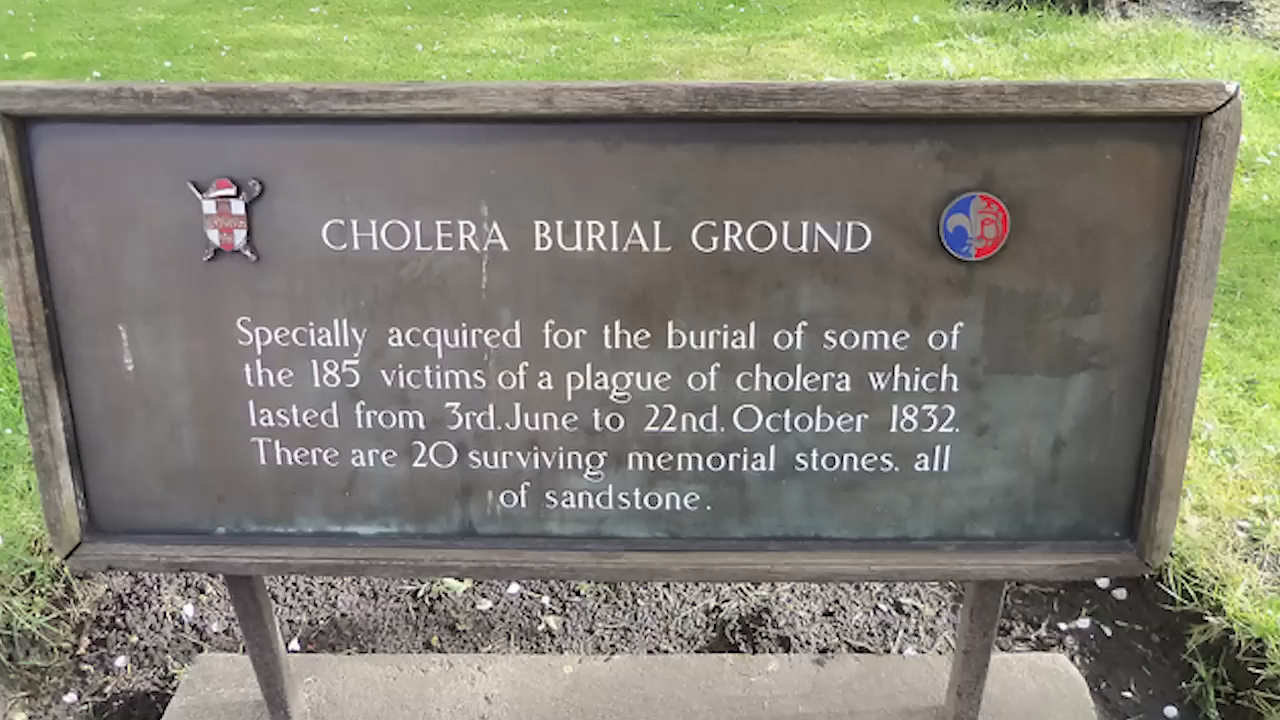 CHOLERA BURIAL GROUND
Specially acquired for the burial of some of
the 185 victims of a plague of cholera which
lasted from 3rd.June to 22nd.October 1832.
There are 20 surviving memorial stones. all
of sandstone.